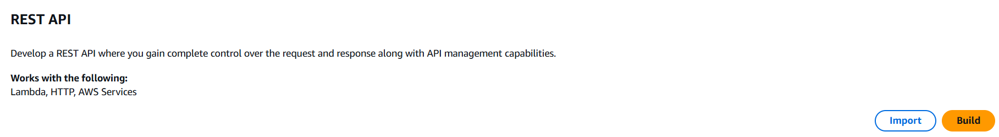 REST API
Develop a REST API where you gain complete control over the request and response along with API management capabilities.
Works with the following:
Lambda, HTTP, AWS Services
Import Build